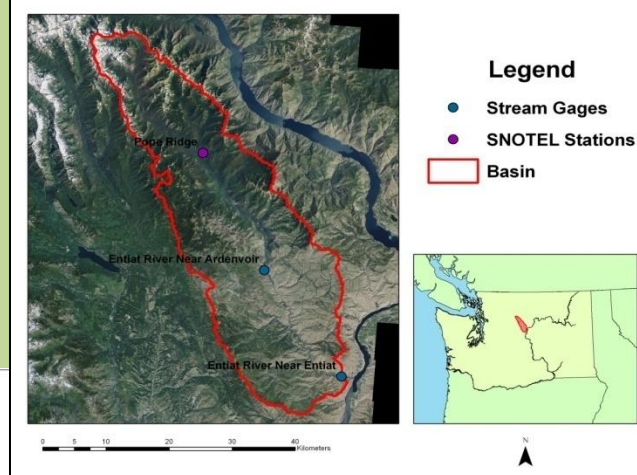 Legend
Stream Gages
SNOTEL Stations
Basin
Pope Ridge
Entiat River Near Ardenvoir
Entiat River Near Entiat
0 5 10 20 30 40
Kilometers
N